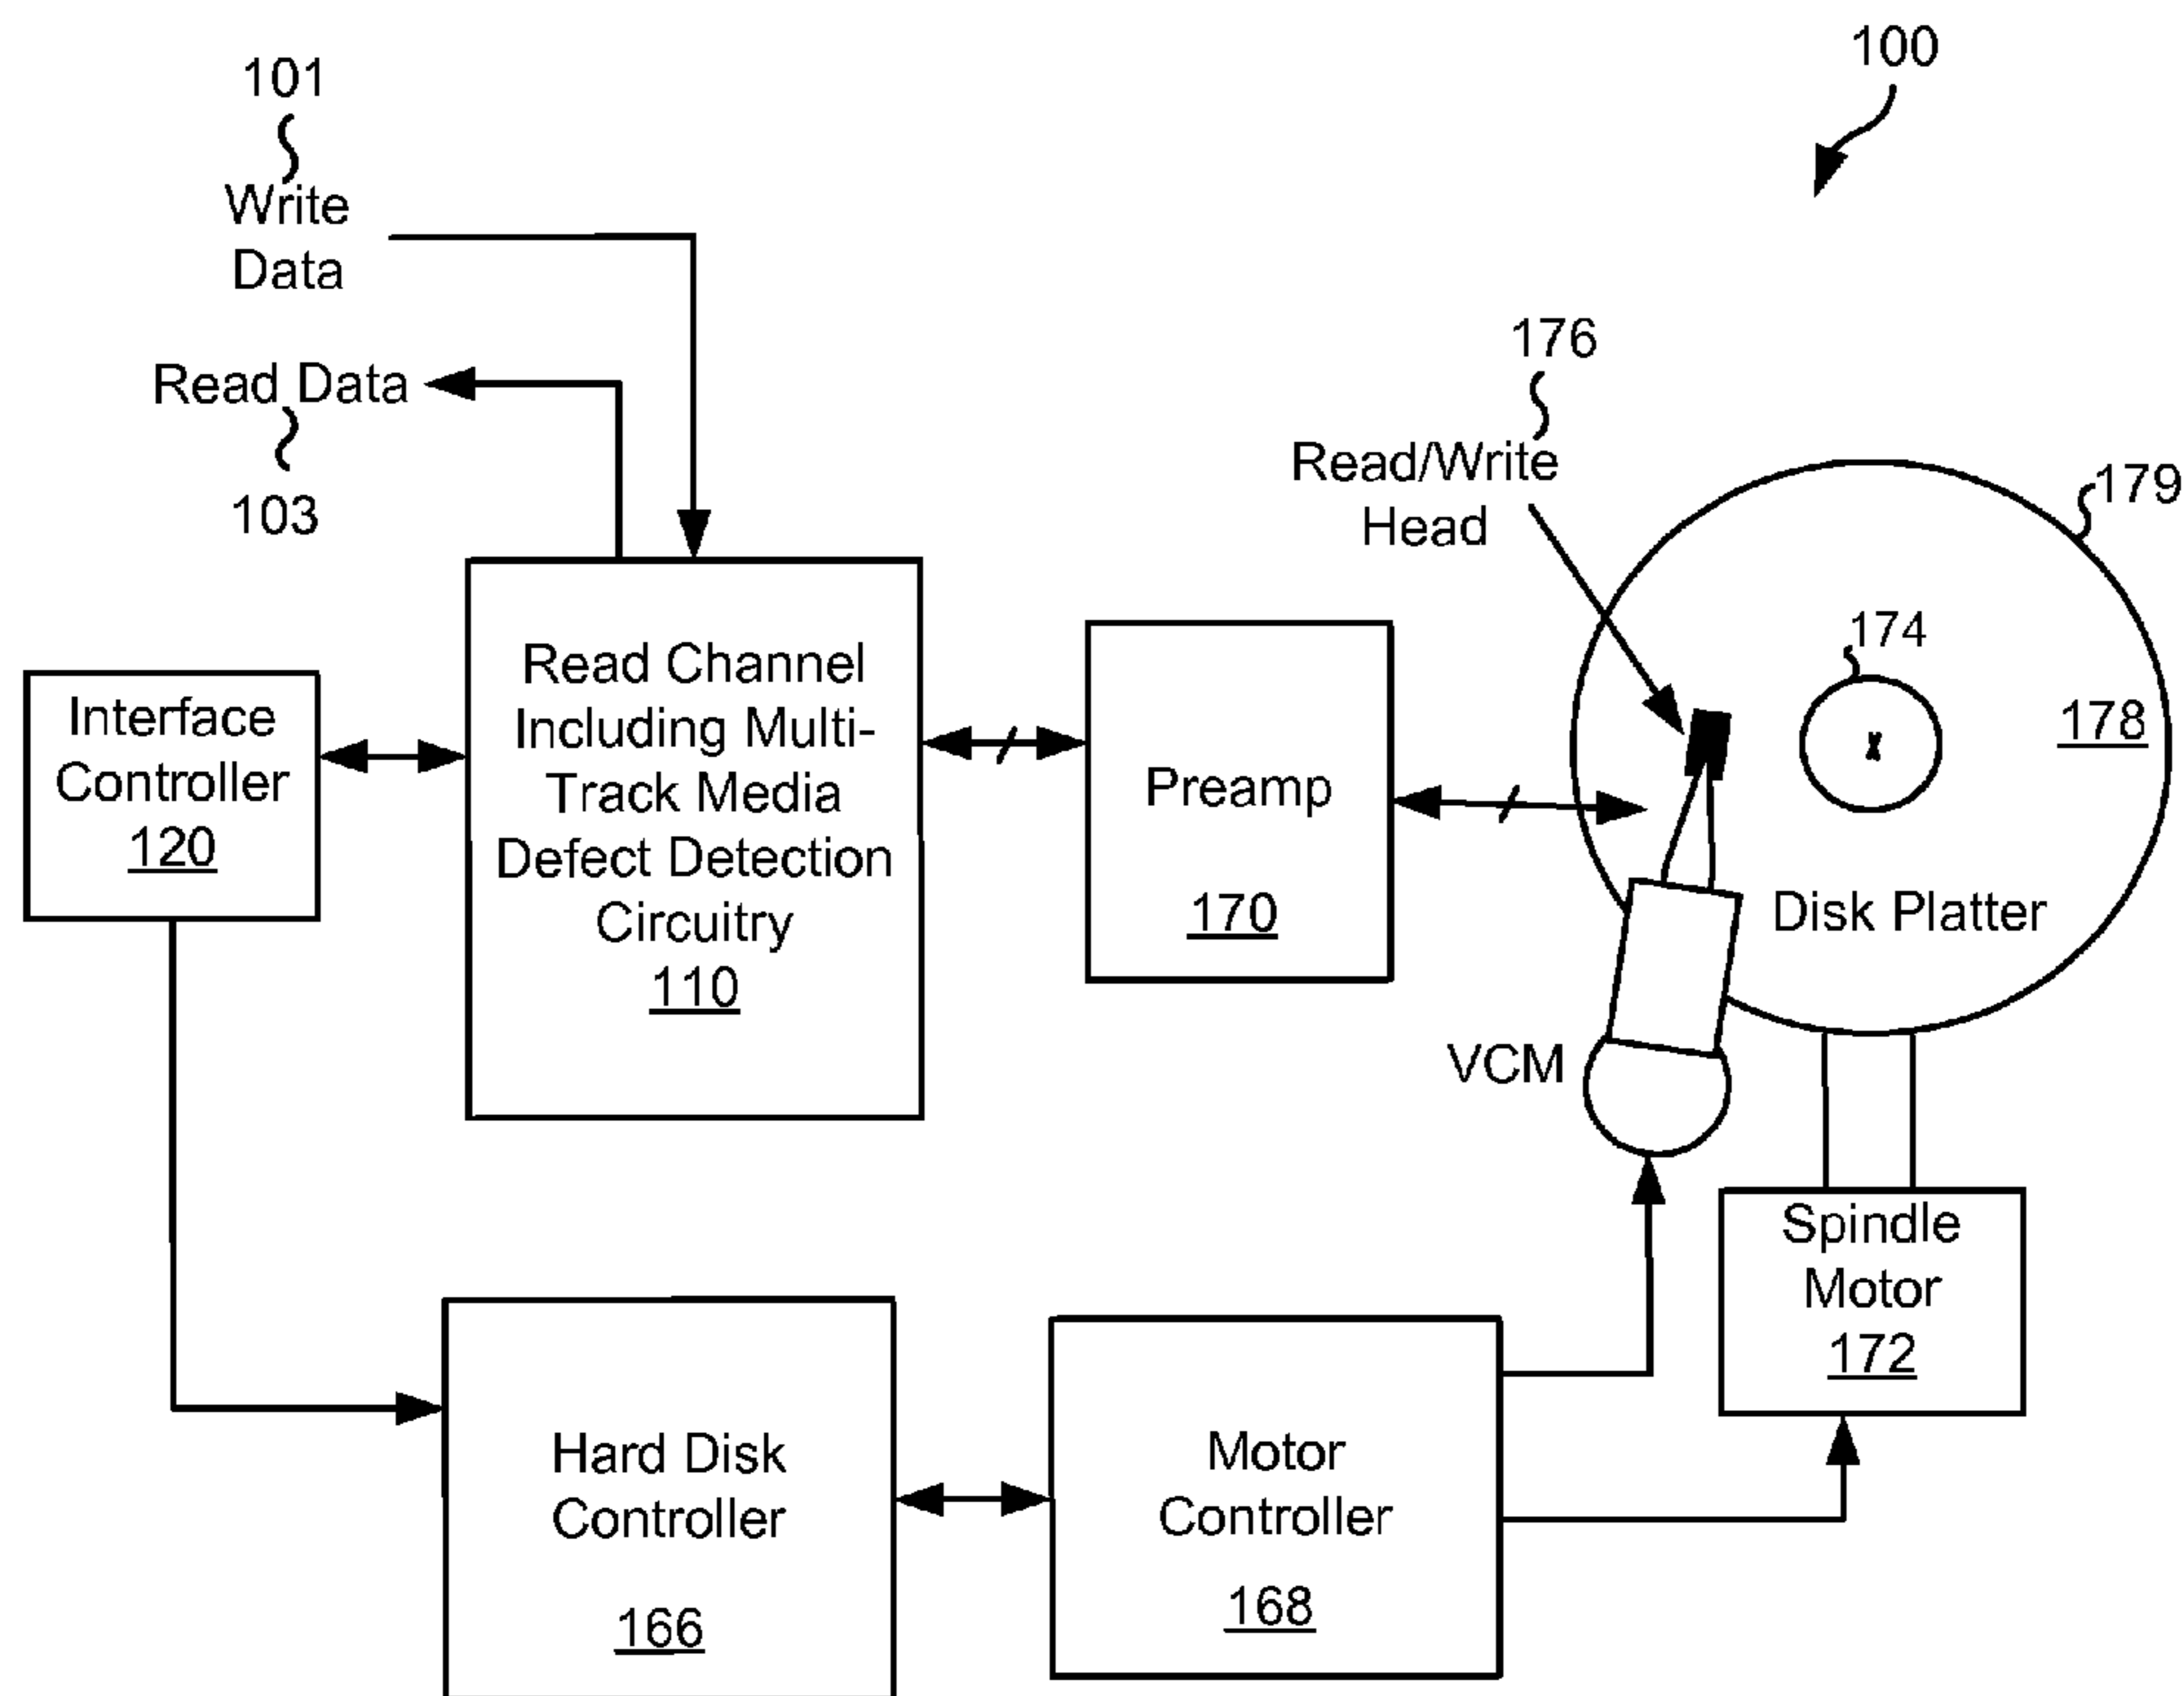 100
101
Write
Data
Read Data
103
176
Read/Write
Head
179
174
178
Disk Platter
Interface
Controller
120
Read Channel
Including Multi-
Track Media
Defect Detection
Circuitry
110
Preamp
170
VCM
Spindle
Motor
172
Hard Disk
Controller
166
Motor
Controller
168